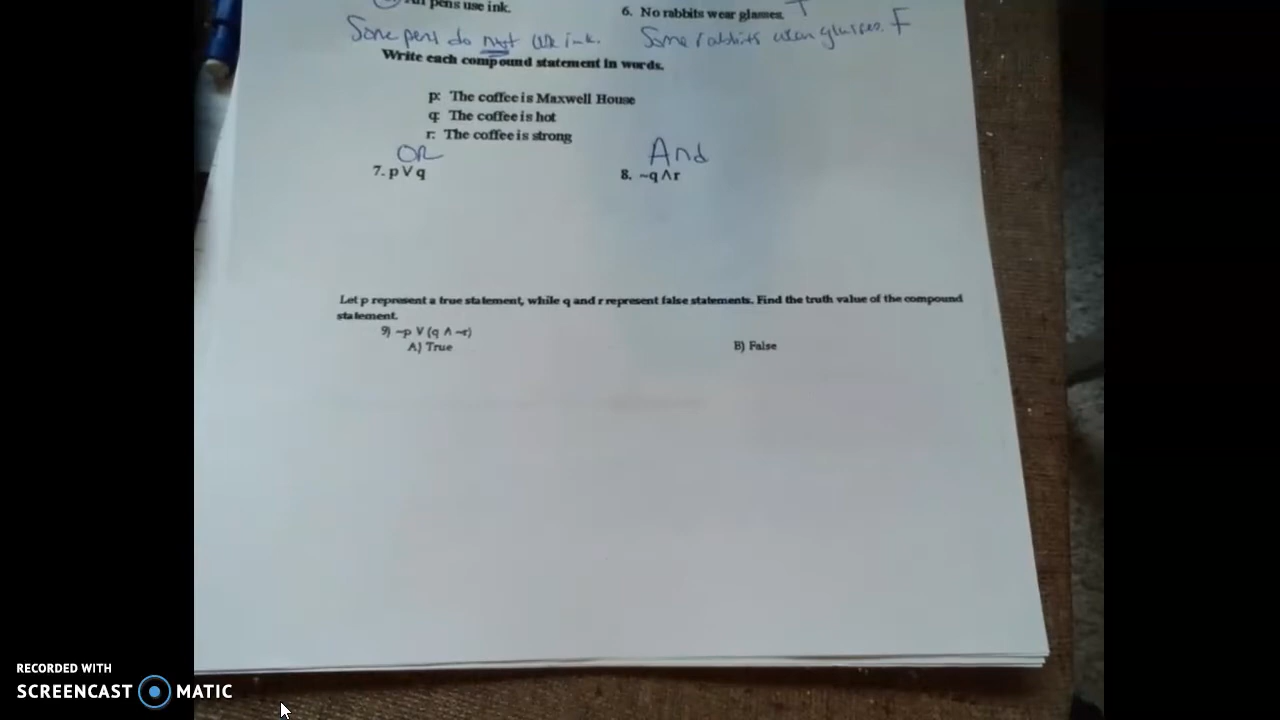 All pens use ink.
6. No rabbits wear glasses. T
Some pens do not use ink. Some rabbits wear glasses. F
Write each compound statement in words.
p: The coffee is Maxwell House
q: The coffee is hot
r: The coffee is strong
OR And
7. p V q 8. ~q Λ r
Let p represent a true statement, while q and r represent false statements. Find the truth value of the compound
statement.
9) ~p V (q Λ ~r)
A) True B) False
RECORDED WITH
SCREENCAST MATIC